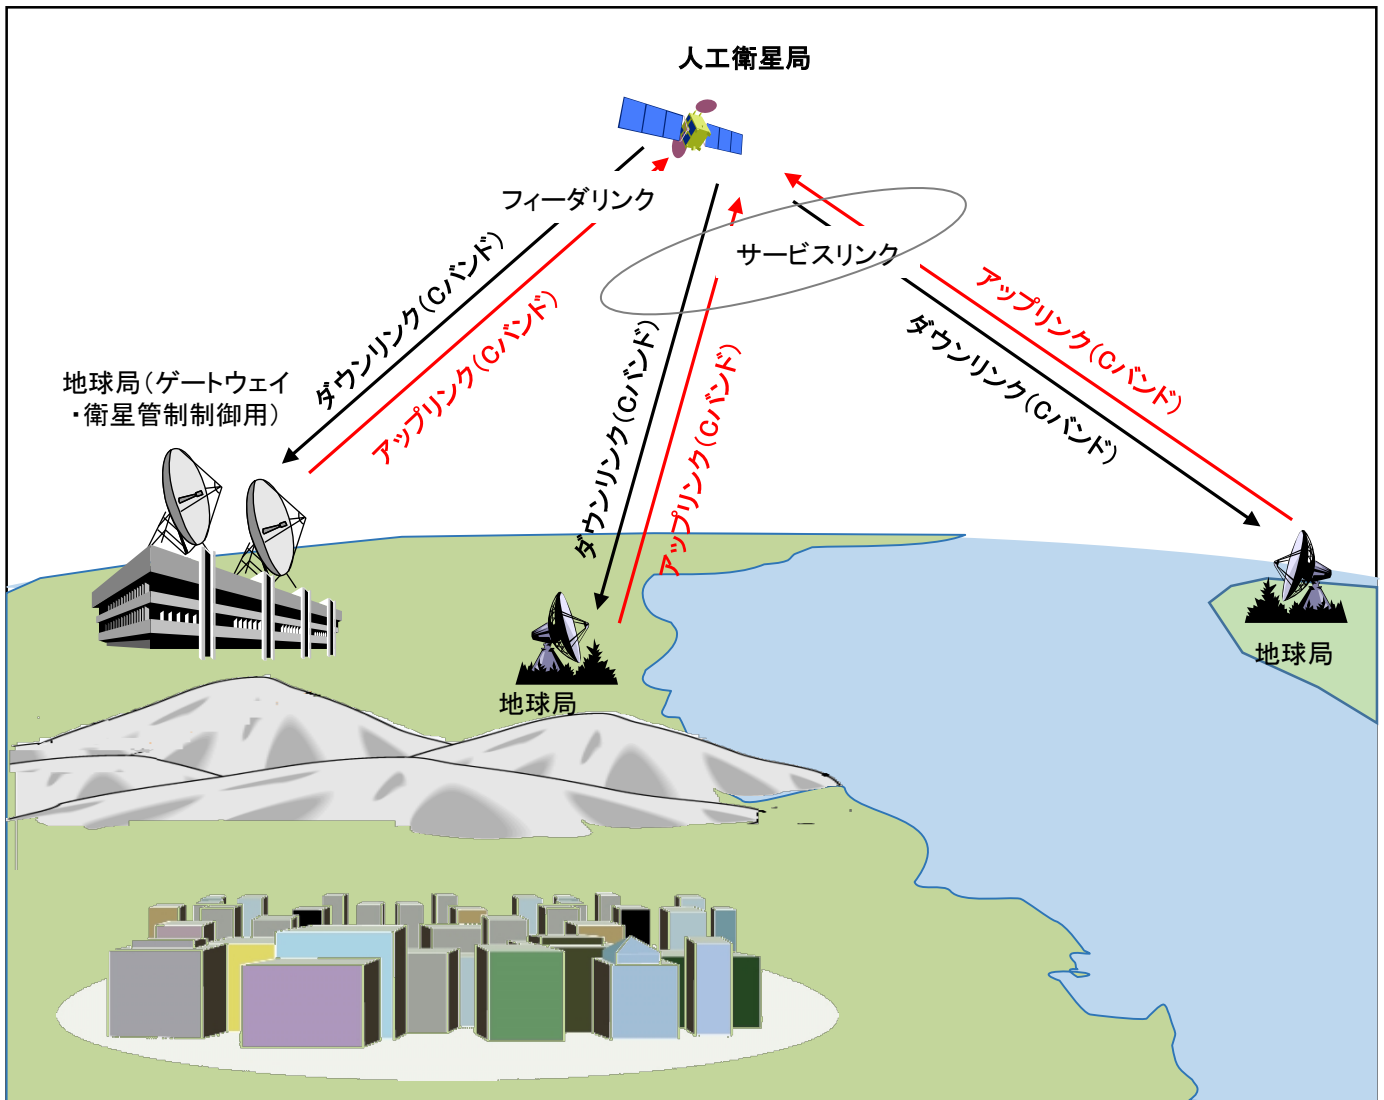 人工衛星局
フィーダリンク
サービスリンク
ダウンリンク(Cバンド)
アップリンク(Cバンド)
ダウンリンク(Cバンド)
アップリンク(Cバンド)
アップリンク(Cバンド)
ダウンリンク(Cバンド)
地球局(ゲートウェイ
・衛星管制制御用)
地球局
地球局